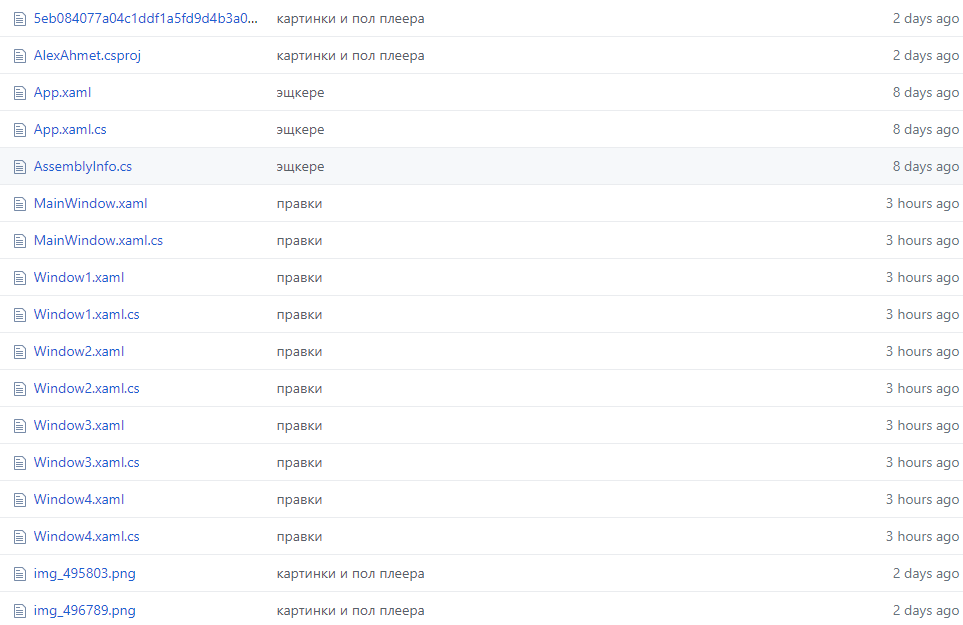 5eb084077a04c1ddf1a5fd9d4b3a0... картинки и пол плеера 2 days ago
AlexAhmet.csproj картинки и пол плеера 2 days ago
App.xaml эщкере 8 days ago
App.xaml.cs эщкере 8 days ago
AssemblyInfo.cs эщкере 8 days ago
MainWindow.xaml правки 3 hours ago
MainWindow.xaml.cs правки 3 hours ago
Window1.xaml правки 3 hours ago
Window1.xaml.cs правки 3 hours ago
Window2.xaml правки 3 hours ago
Window2.xaml.cs правки 3 hours ago
Window3.xaml правки 3 hours ago
Window3.xaml.cs правки 3 hours ago
Window4.xaml правки 3 hours ago
Window4.xaml.cs правки 3 hours ago
img_495803.png картинки и пол плеера 2 days ago
img_496789.png картинки и пол плеера 2 days ago